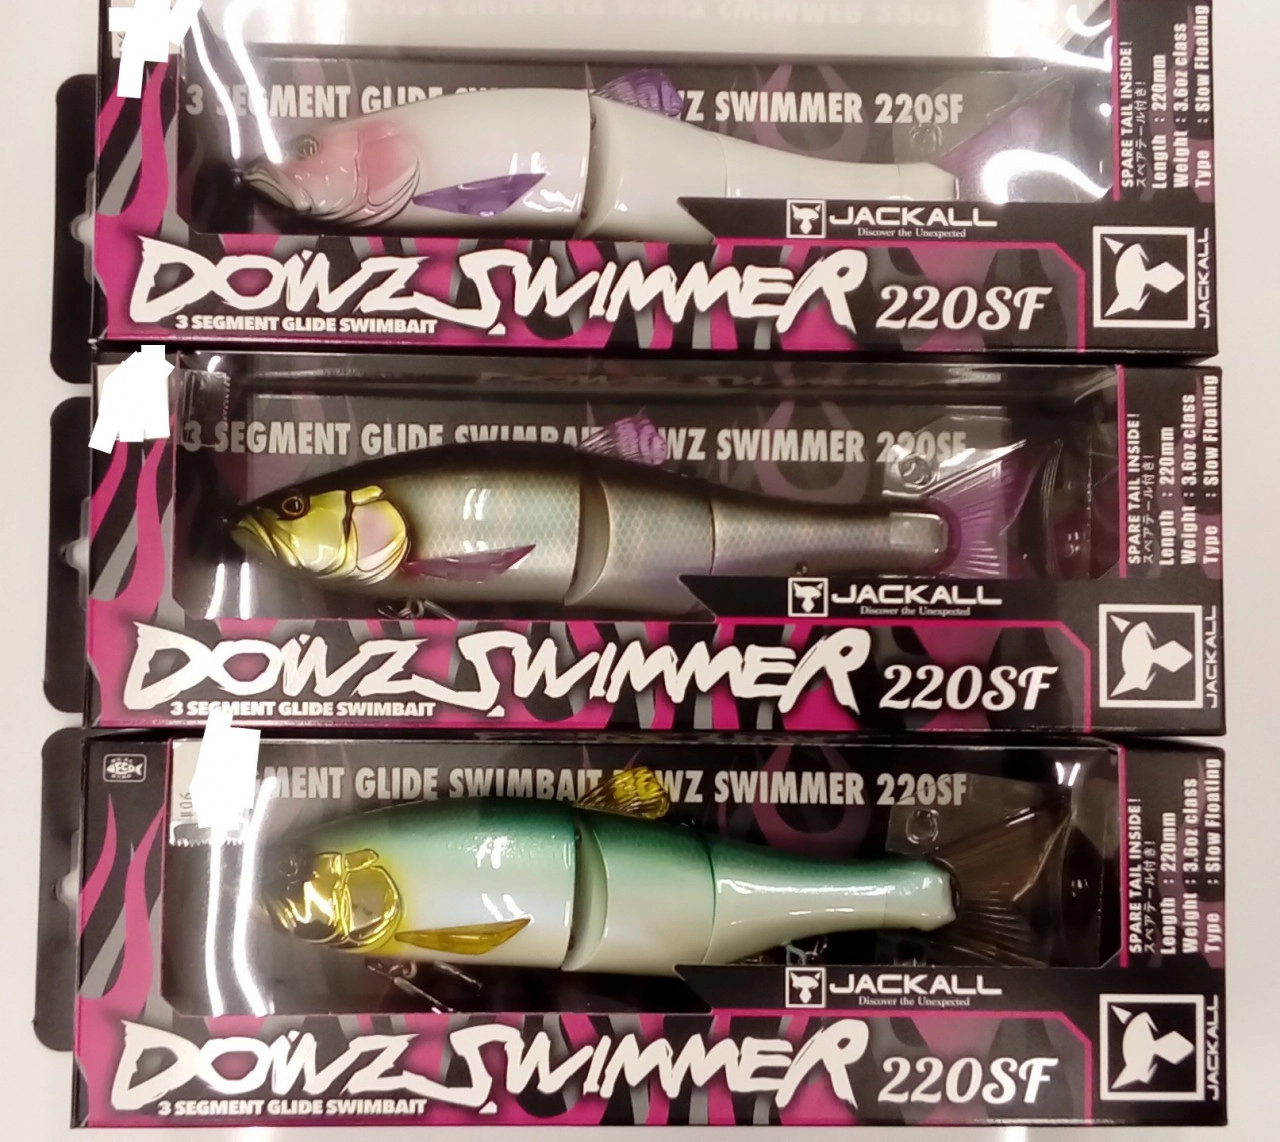 3 SEGMENT GLIDE SWIMBAIT DOWZ SWIMMER 220SF
JACKALL
Discover the Unexpected
DOWZ SWIMMER 220SF
3 SEGMENT GLIDE SWIMBAIT
SPARE TAIL INSIDE!
スペアテール付き!
Length : 220mm
Weight : 3.6oz class
Type : Slow Floating
JACKALL
3 SEGMENT GLIDE SWIMBAIT DOWZ SWIMMER 220SF
JACKALL
Discover the Unexpected
DOWZ SWIMMER 220SF
3 SEGMENT GLIDE SWIMBAIT
SPARE TAIL INSIDE!
スペアテール付き!
Length : 220mm
Weight : 3.6oz class
Type : Slow Floating
JACKALL
GMENT GLIDE SWIMBAIT DOWZ SWIMMER 220SF
JACKALL
Discover the Unexpected
DOWZ SWIMMER 220SF
3 SEGMENT GLIDE SWIMBAIT
SPARE TAIL INSIDE!
スペアテール付き!
Length : 220mm
Weight : 3.6oz class
Type : Slow Floating
JACKALL